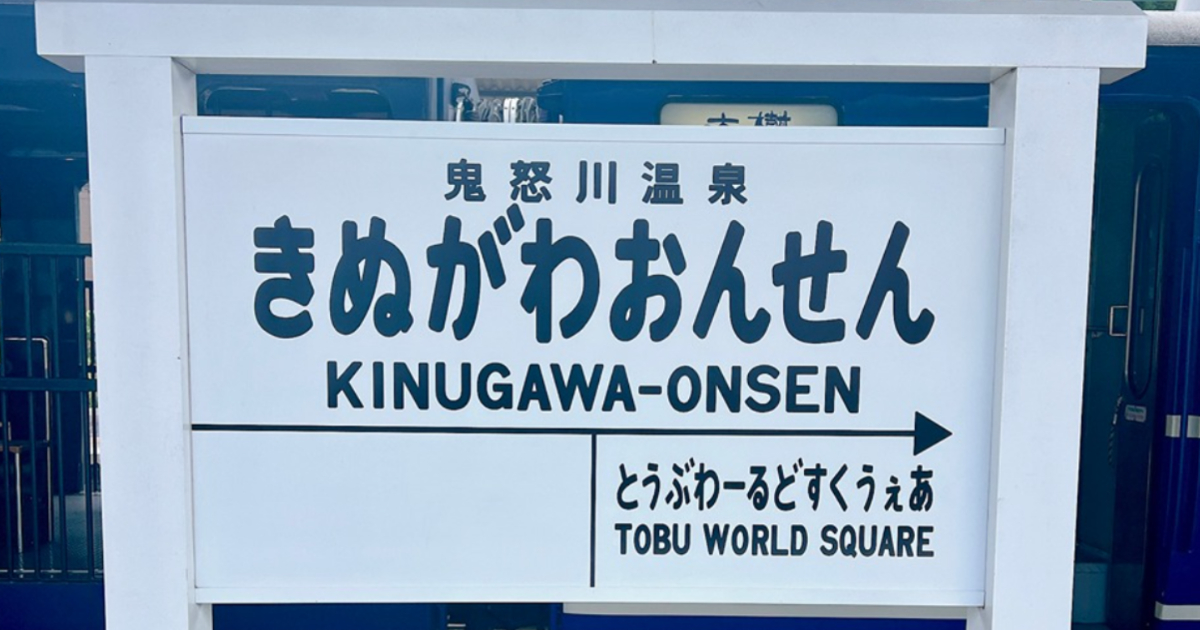 鬼怒川温泉
きぬがわおんせん
KINUGAWA-ONSEN
とうぶわーるどすくうぇあ
TOBU WORLD SQUARE